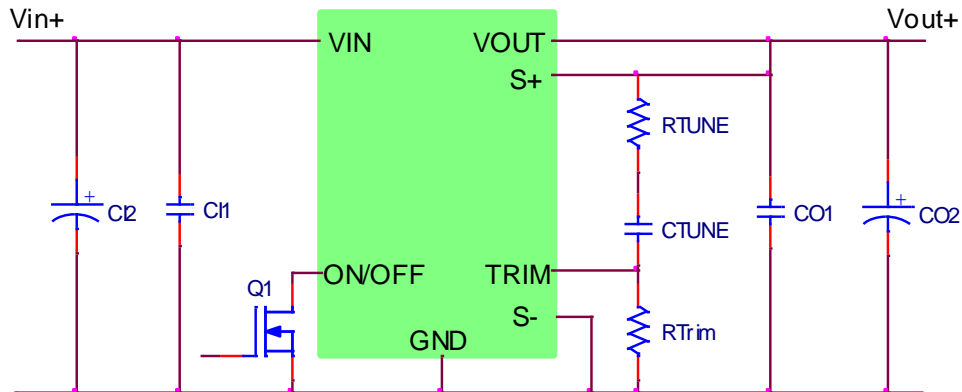 Vin+
Vout+
VIN
VOUT
S+
RTUNE
+
CI2
CI1
CTUNE
CO1
+
CO2
Q1
ON/OFF
TRIM
S-
RTrim
GND